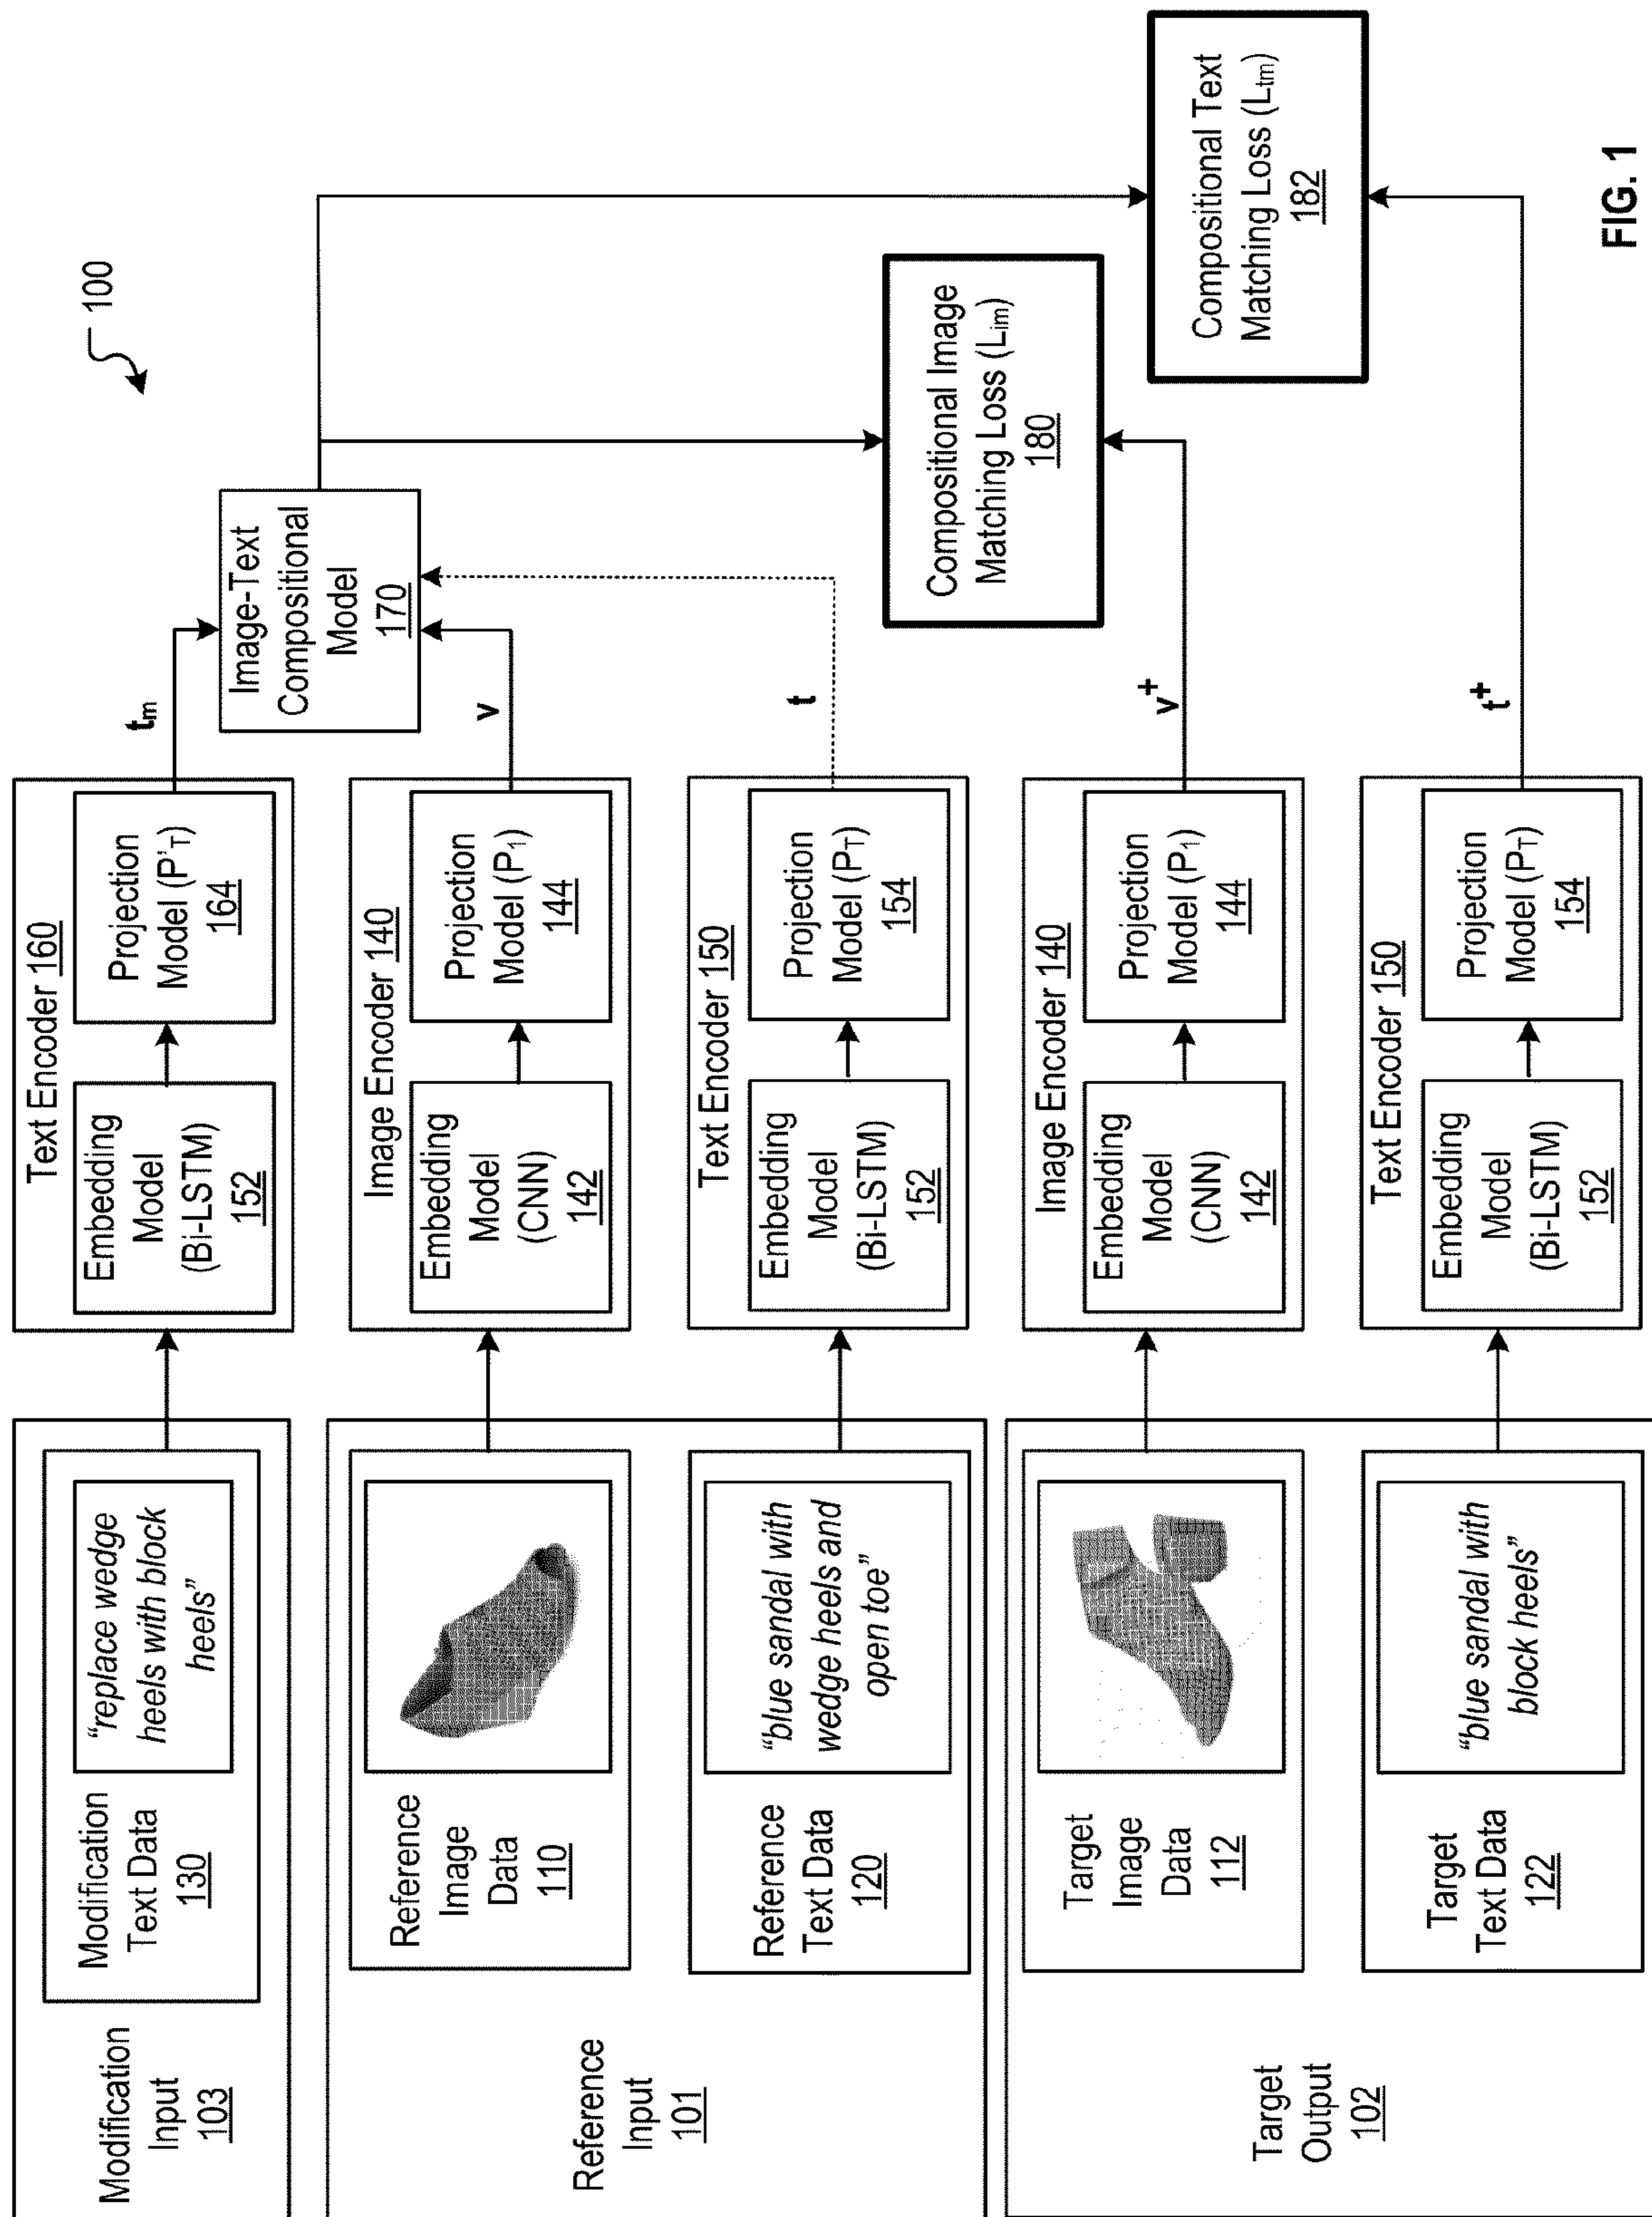 100
Modification
Input
103
Modification
Text Data
130
“replace wedge
heels with block
heels”
Text Encoder 160
Embedding
Model
(Bi-LSTM)
152
Projection
Model (P'T)
164
tm
Image-Text
Compositional
Model
170
Reference
Input
101
Reference
Image
Data
110
Image Encoder 140
Embedding
Model
(CNN)
142
Projection
Model (P1)
144
v
Reference
Text Data
120
“blue sandal with
wedge heels and
open toe”
Text Encoder 150
Embedding
Model
(Bi-LSTM)
152
Projection
Model (PT)
154
t
Compositional Image
Matching Loss (Lim)
180
Target
Output
102
Target
Image
Data
112
Image Encoder 140
Embedding
Model
(CNN)
142
Projection
Model (P1)
144
v+
Compositional Text
Matching Loss (Ltm)
182
Target
Text Data
122
“blue sandal with
block heels”
Text Encoder 150
Embedding
Model
(Bi-LSTM)
152
Projection
Model (PT)
154
t+
FIG. 1